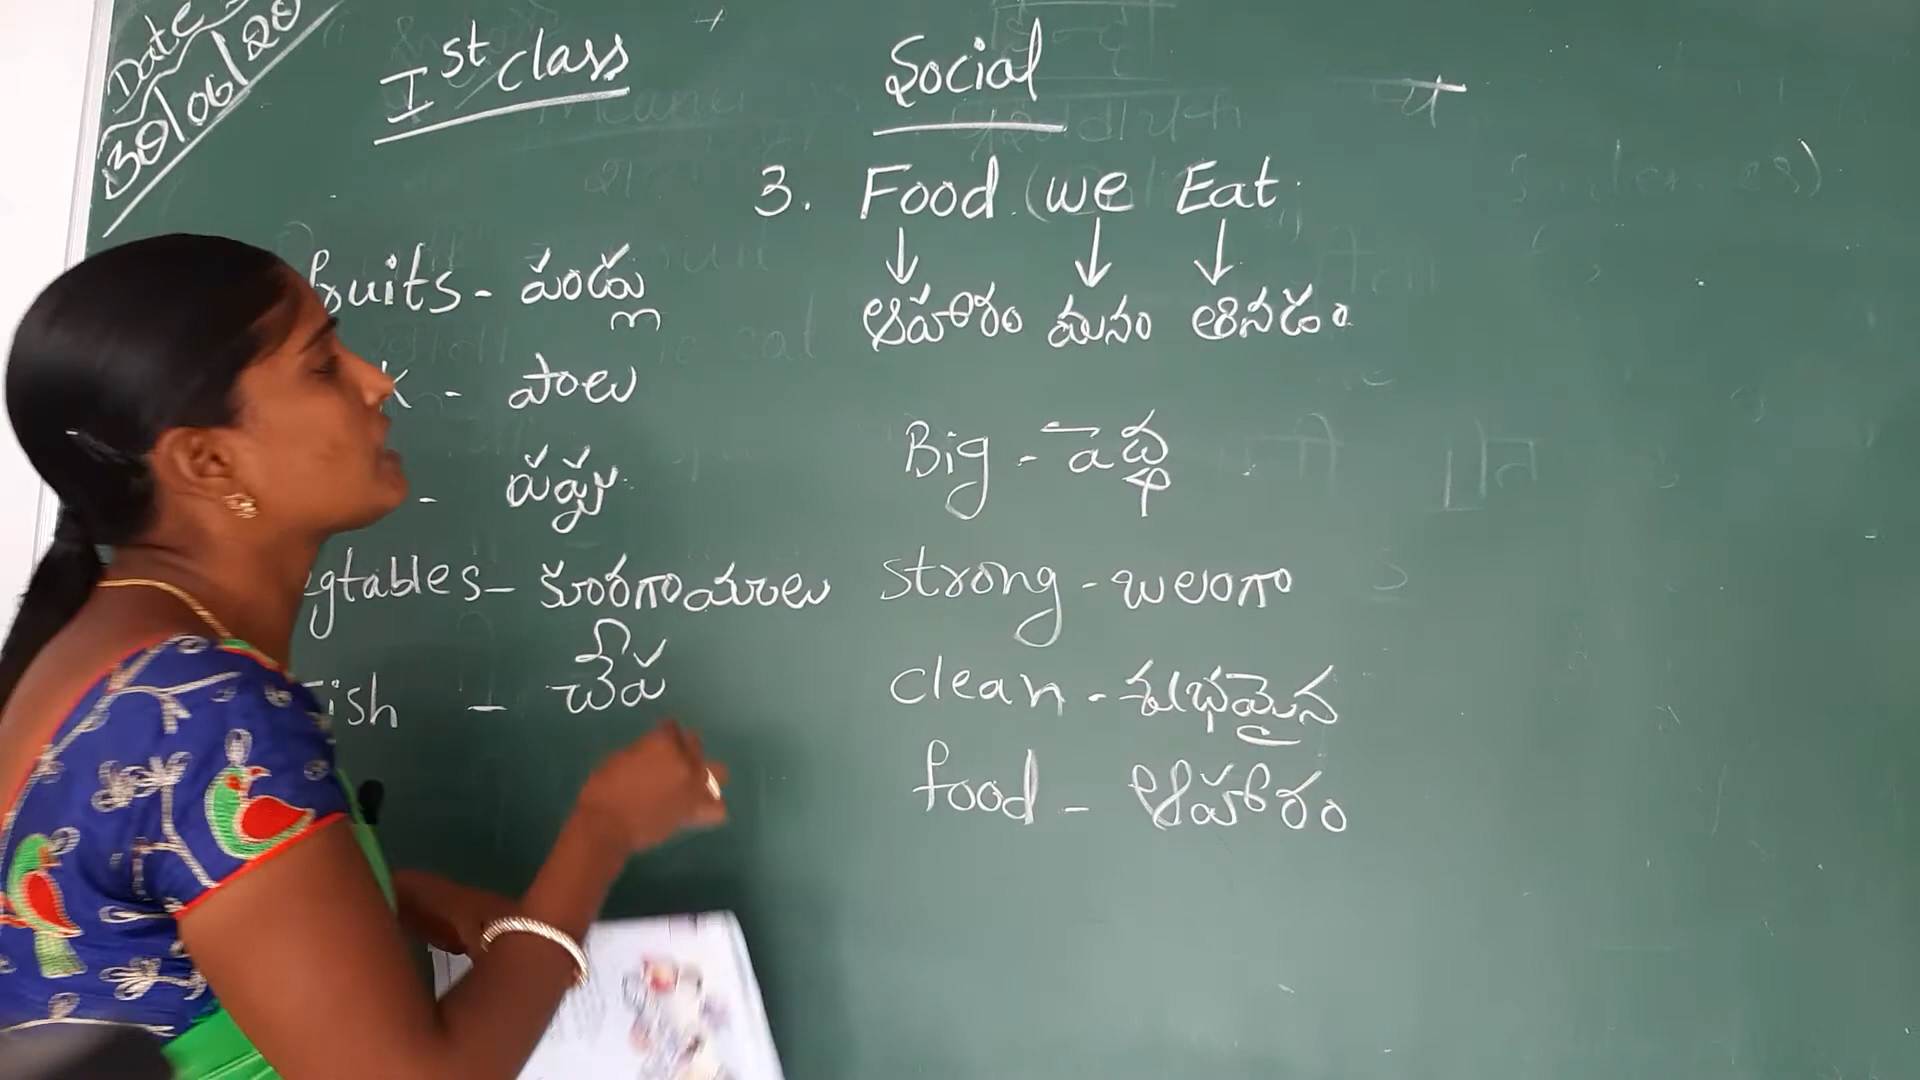 Date
30/06/20
Ist class
Social
3. Food we Eat
ఆహారం మనం తినడం
fruits - పండ్లు
పాలు
పప్పు
gtables - కూరగాయలు
ish - చేప
Big - పెద్ద
strong - బలంగా
clean - శుభమైన
food - ఆహారం